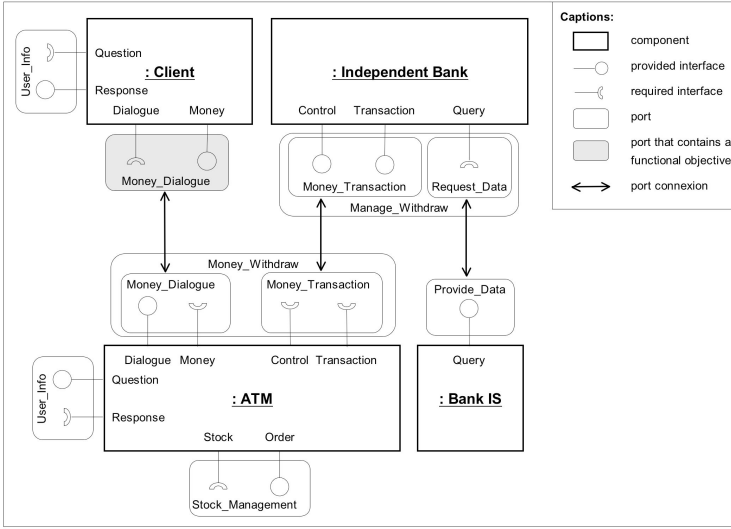 User_Info
Question
Response
: Client
Dialogue Money
Money_Dialogue
: Independent Bank
Control Transaction Query
Money_Transaction Request_Data
Manage_Withdraw
Captions:
component
provided interface
required interface
port
port that contains a
functional objective
port connexion
Money_Withdraw
Money_Dialogue Money_Transaction
Provide_Data
Dialogue Money Control Transaction
User_Info
Question
Response
: ATM
Stock Order
Stock_Management
Query
: Bank IS